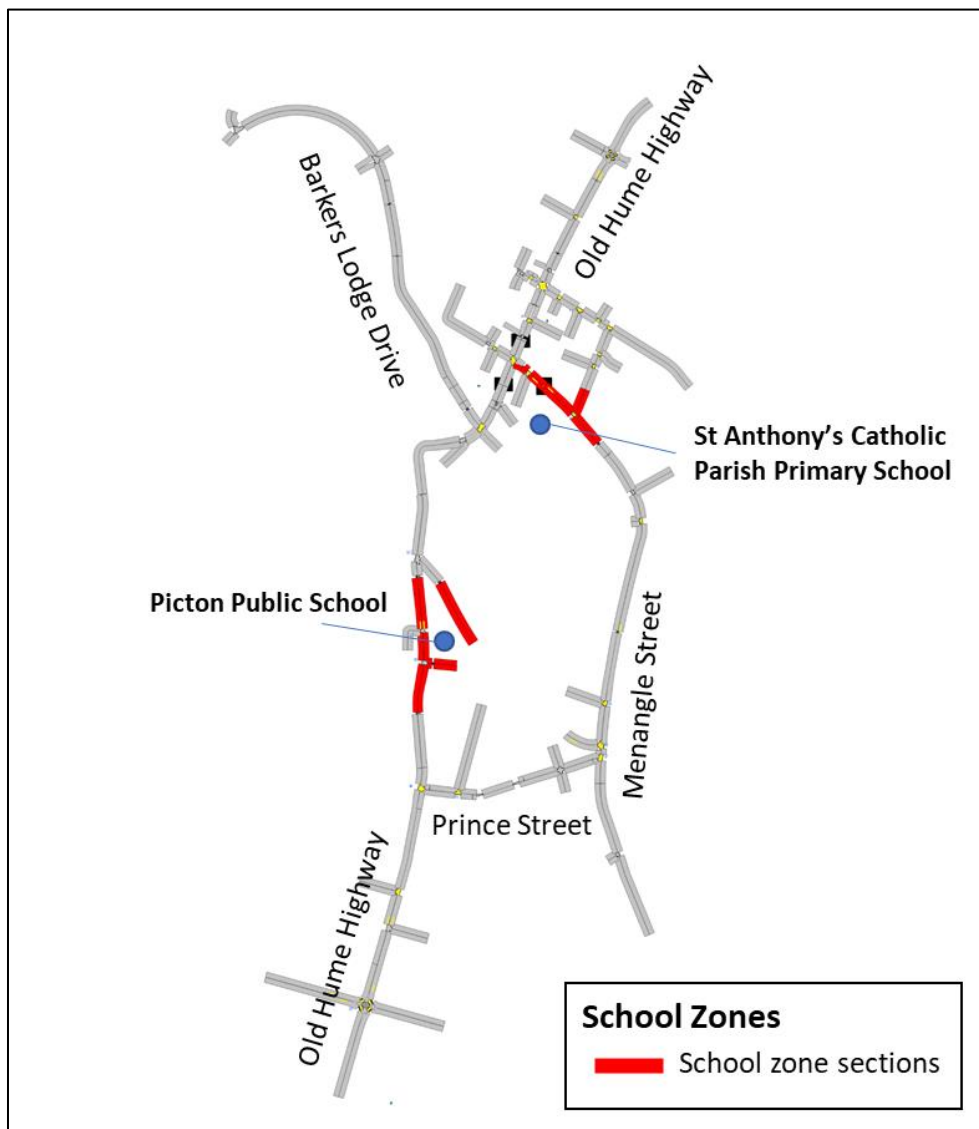 Old Hume Highway
Barkers Lodge Drive
St Anthony's Catholic
Parish Primary School
Picton Public School
Menangle Street
Prince Street
Old Hume Highway
School Zones
School zone sections